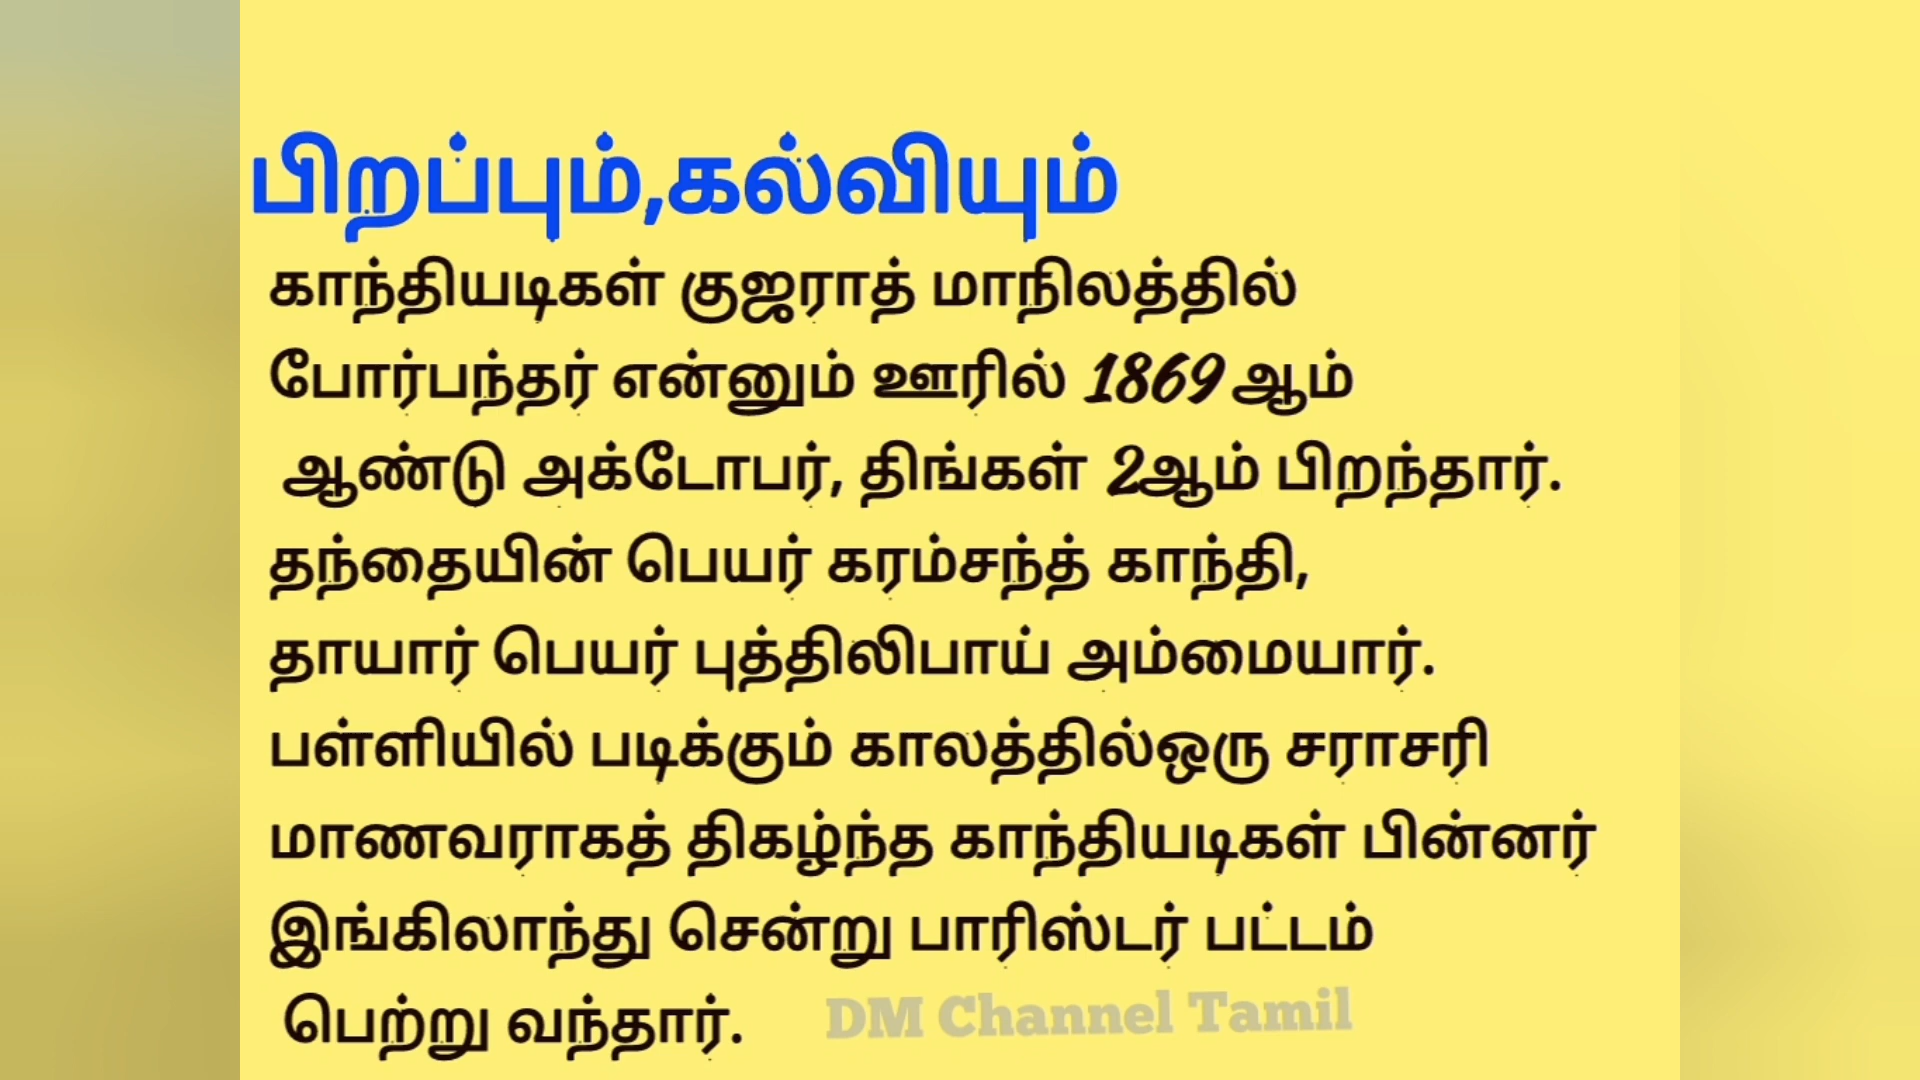 பிறப்பும்,கல்வியும்
காந்தியடிகள் குஜராத் மாநிலத்தில்
போர்பந்தர் என்னும் ஊரில் 1869 ஆம்
ஆண்டு அக்டோபர், திங்கள் 2ஆம் பிறந்தார்.
தந்தையின் பெயர் கரம்சந்த் காந்தி,
தாயார் பெயர் புத்திலிபாய் அம்மையார்.
பள்ளியில் படிக்கும் காலத்தில்ஒரு சராசரி
மாணவராகத் திகழ்ந்த காந்தியடிகள் பின்னர்
இங்கிலாந்து சென்று பாரிஸ்டர் பட்டம்
பெற்று வந்தார்.
DM Channel Tamil